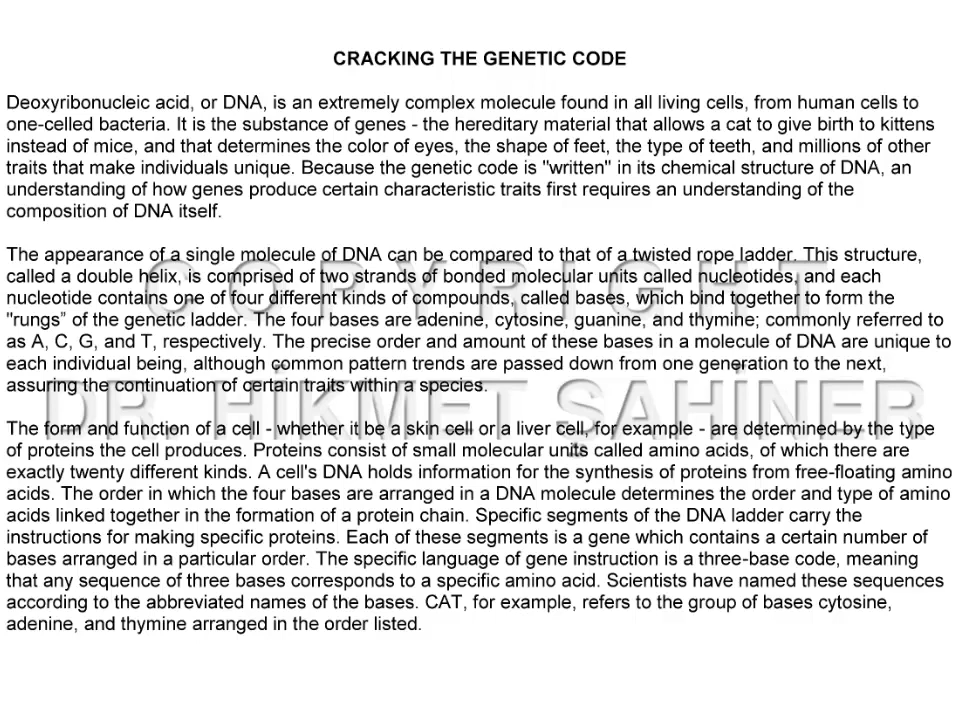 CRACKING THE GENETIC CODE
Deoxyribonucleic acid, or DNA, is an extremely complex molecule found in all living cells, from human cells to
one-celled bacteria. It is the substance of genes - the hereditary material that allows a cat to give birth to kittens
instead of mice, and that determines the color of eyes, the shape of feet, the type of teeth, and millions of other
traits that make individuals unique. Because the genetic code is "written" in its chemical structure of DNA, an
understanding of how genes produce certain characteristic traits first requires an understanding of the
composition of DNA itself.
The appearance of a single molecule of DNA can be compared to that of a twisted rope ladder. This structure,
called a double helix, is comprised of two strands of bonded molecular units called nucleotides, and each
nucleotide contains one of four different kinds of compounds, called bases, which bind together to form the
"rungs” of the genetic ladder. The four bases are adenine, cytosine, guanine, and thymine; commonly referred to
as A, C, G, and T, respectively. The precise order and amount of these bases in a molecule of DNA are unique to
each individual being, although common pattern trends are passed down from one generation to the next,
assuring the continuation of certain traits within a species.
The form and function of a cell - whether it be a skin cell or a liver cell, for example - are determined by the type
of proteins the cell produces. Proteins consist of small molecular units called amino acids, of which there are
exactly twenty different kinds. A cell's DNA holds information for the synthesis of proteins from free-floating amino
acids. The order in which the four bases are arranged in a DNA molecule determines the order and type of amino
acids linked together in the formation of a protein chain. Specific segments of the DNA ladder carry the
instructions for making specific proteins. Each of these segments is a gene which contains a certain number of
bases arranged in a particular order. The specific language of gene instruction is a three-base code, meaning
that any sequence of three bases corresponds to a specific amino acid. Scientists have named these sequences
according to the abbreviated names of the bases. CAT, for example, refers to the group of bases cytosine,
adenine, and thymine arranged in the order listed.
COPYRIGHT
DR. HİKMET SAHİNER